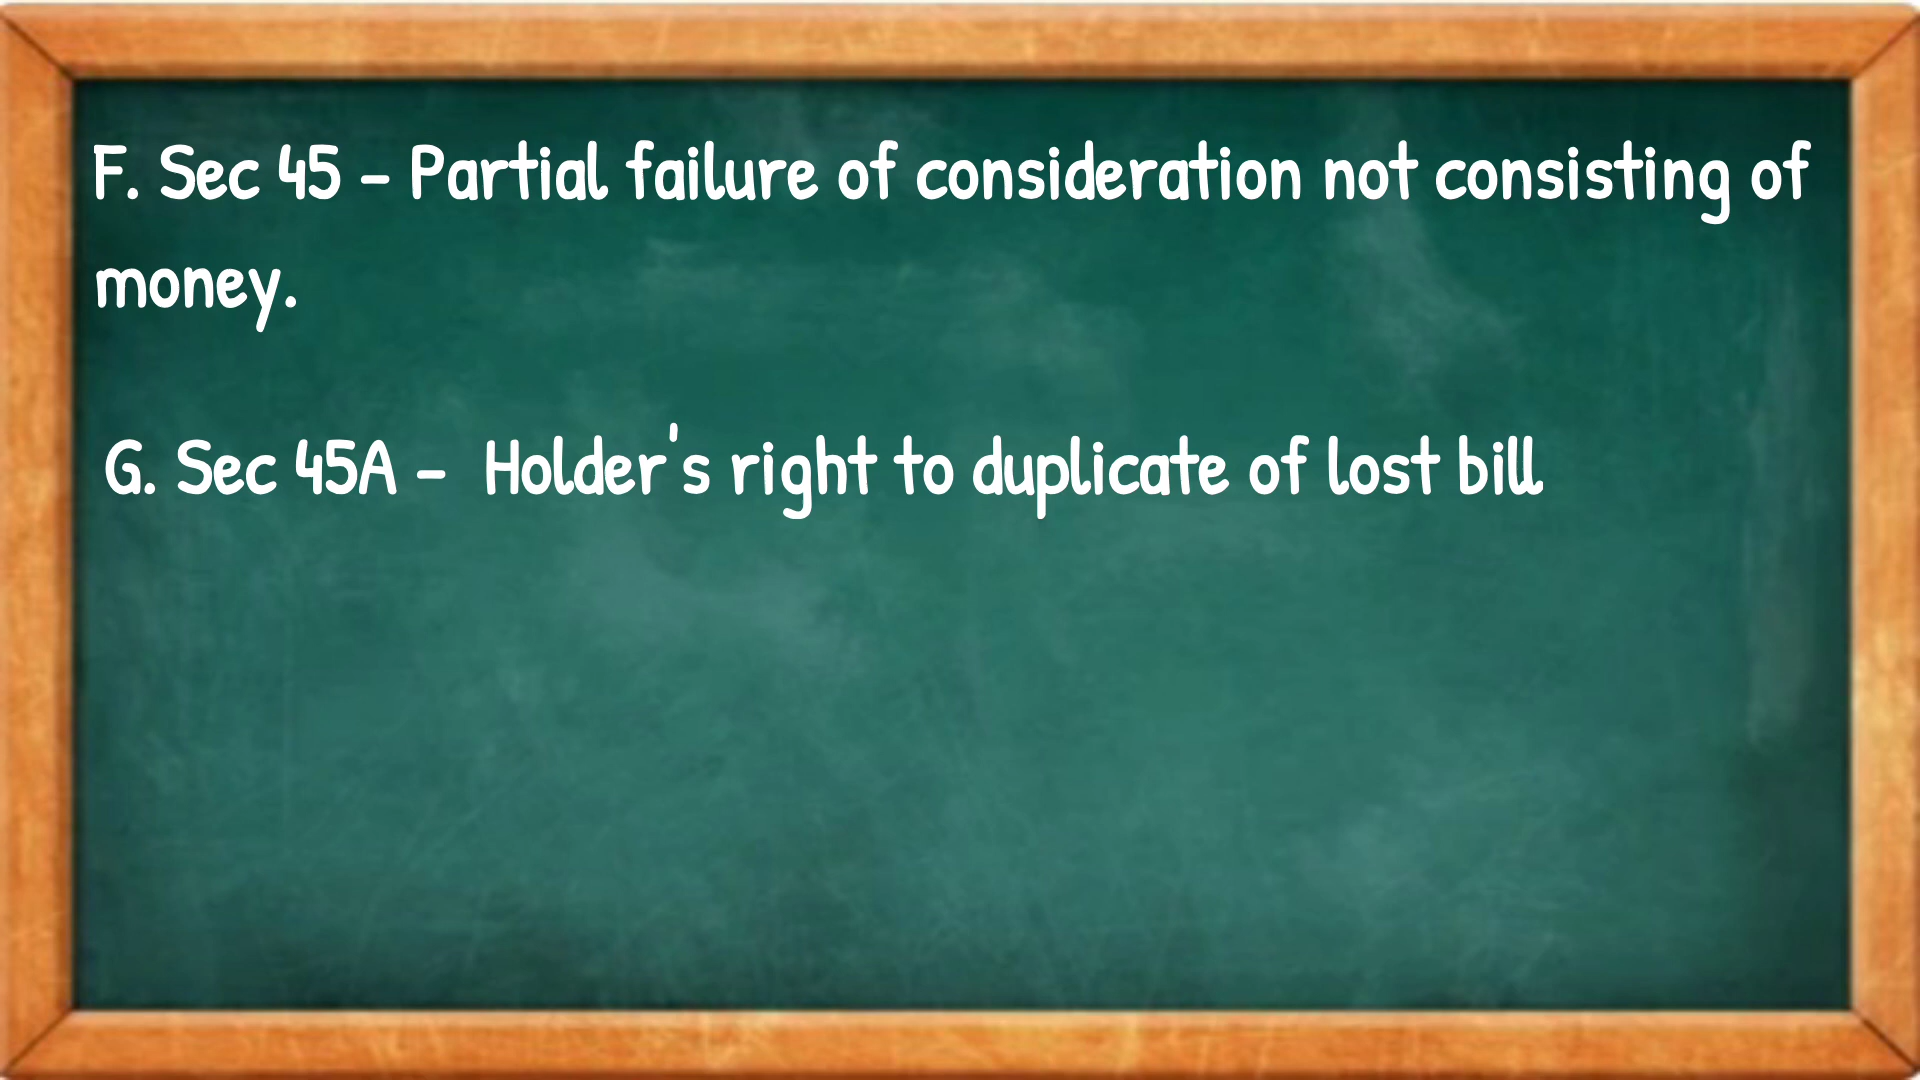 F. Sec 45 - Partial failure of consideration not consisting of
money.
G. Sec 45A - Holder's right to duplicate of lost bill